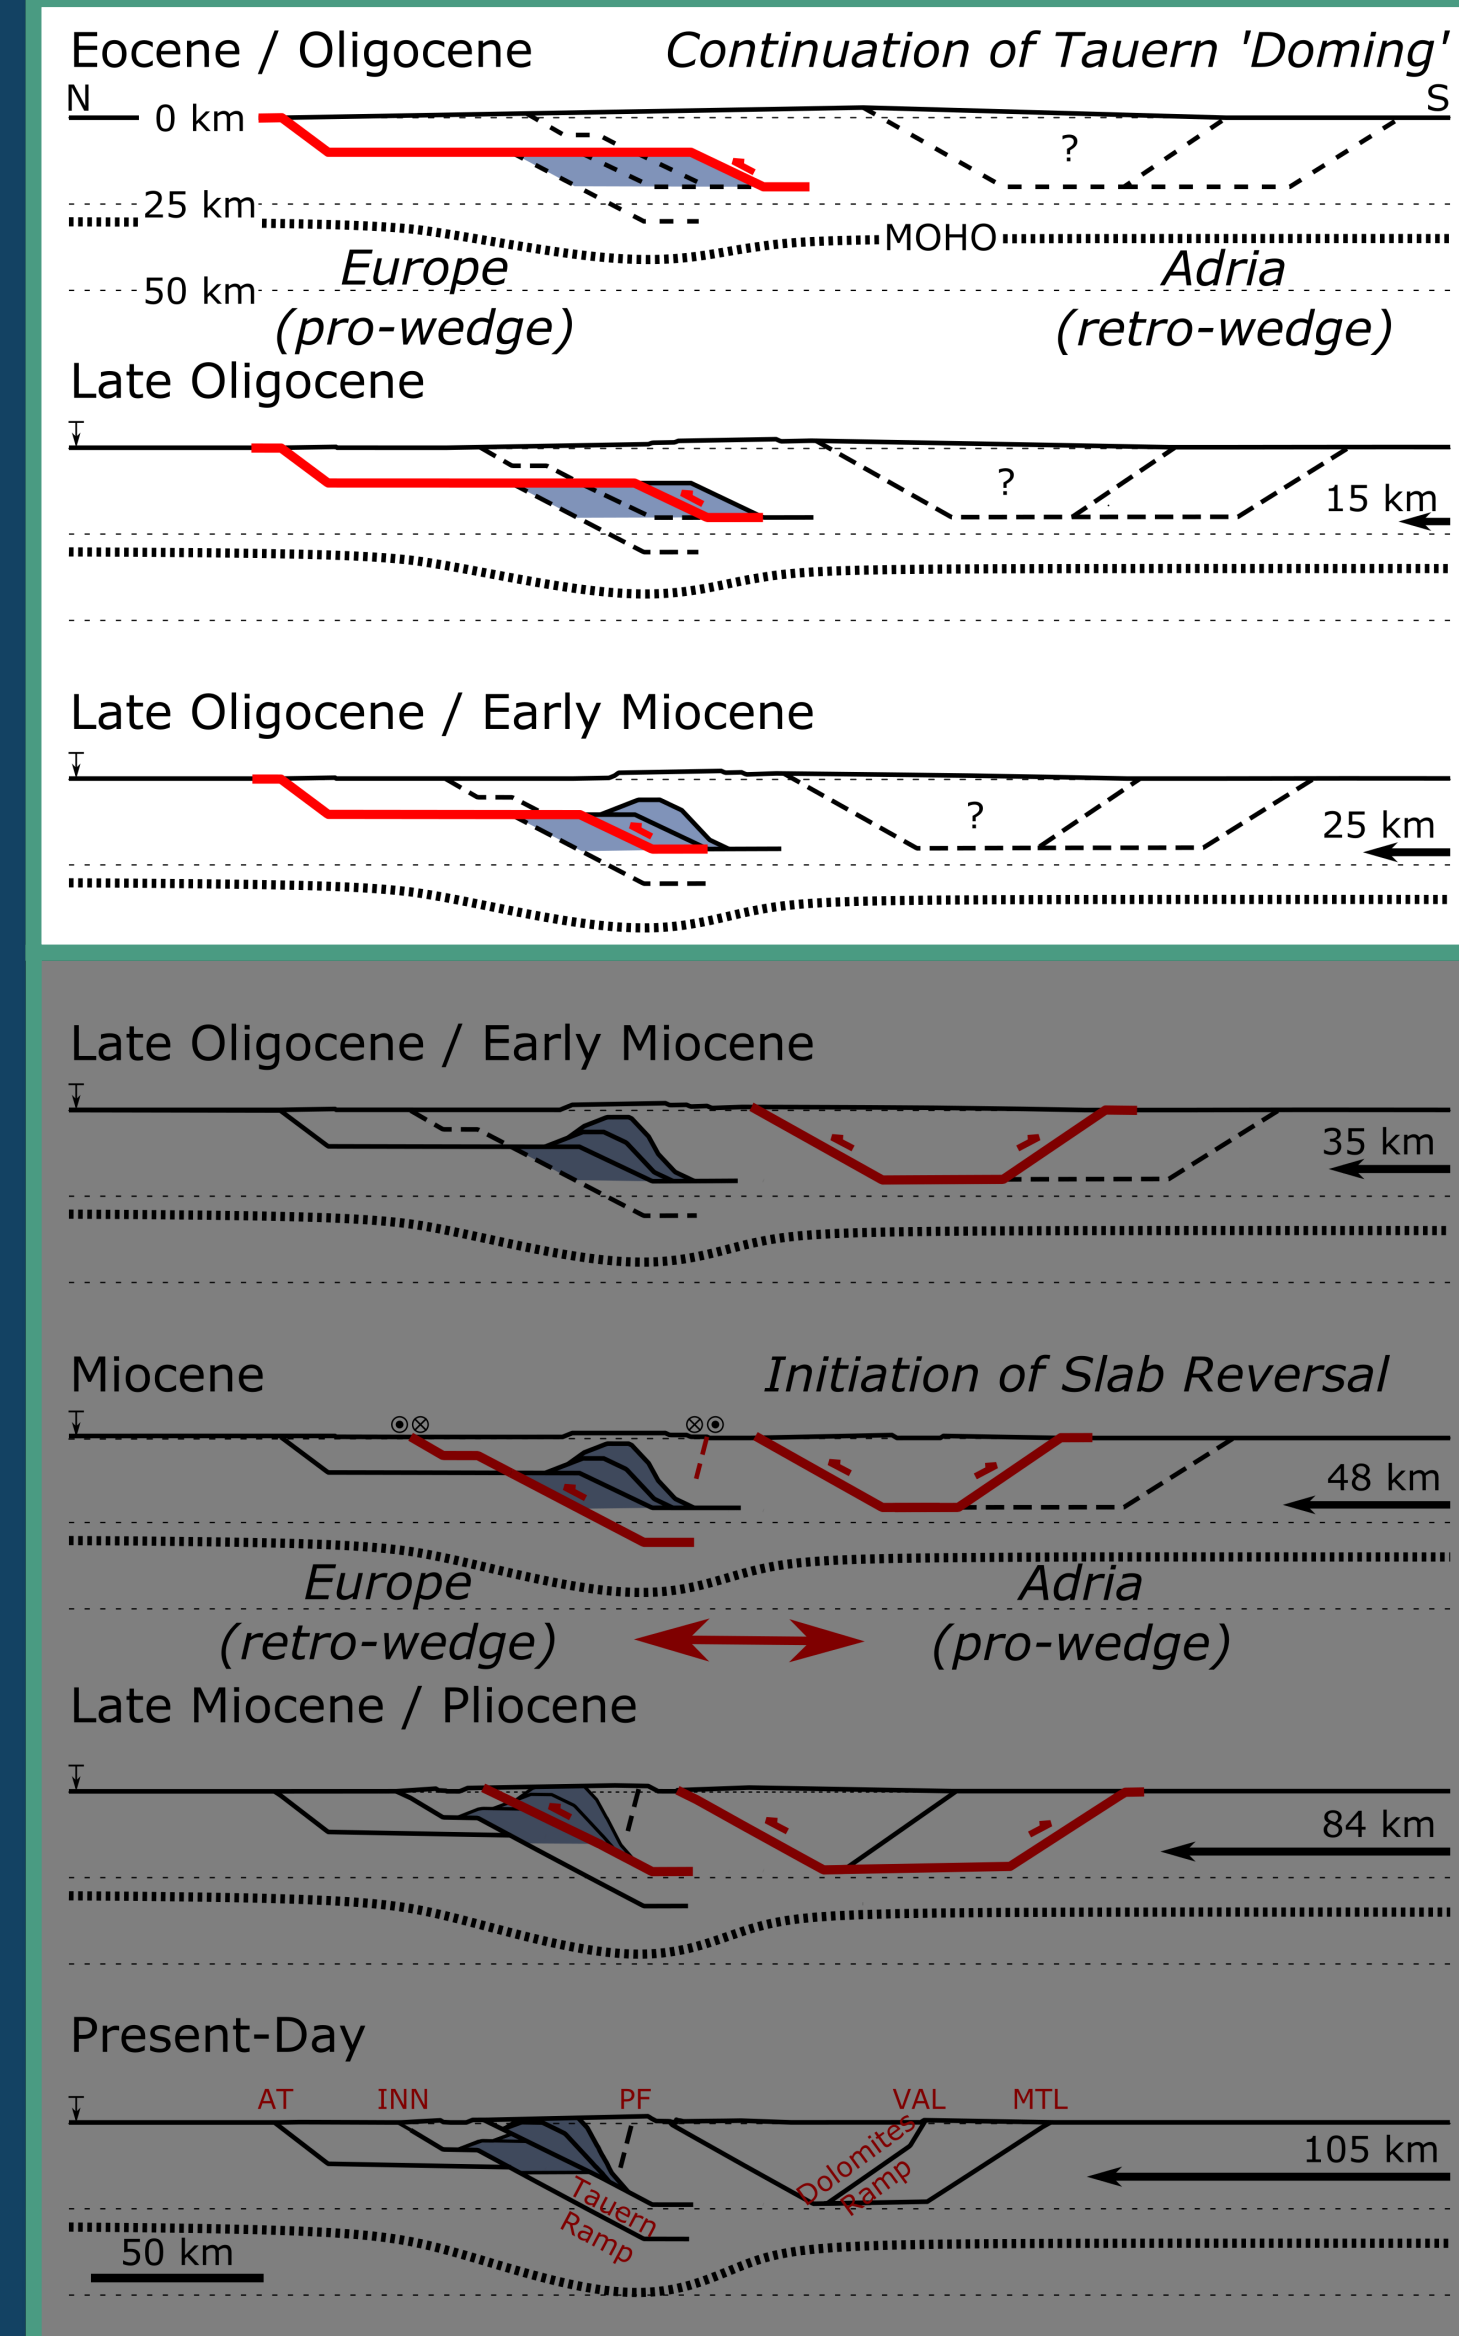 Eocene / Oligocene
Continuation of Tauern 'Doming'
N
S
0 km
?
25 km
MOHO
Europe
Adria
50 km
(pro-wedge)
(retro-wedge)
Late Oligocene
?
15 km
Late Oligocene / Early Miocene
?
25 km
Late Oligocene / Early Miocene
35 km
Miocene
Initiation of Slab Reversal
48 km
Europe
Adria
(retro-wedge)
(pro-wedge)
Late Miocene / Pliocene
84 km
Present-Day
AT
INN
PF
VAL
MTL
Dolomites
Ramp
105 km
Tauern
Ramp
50 km